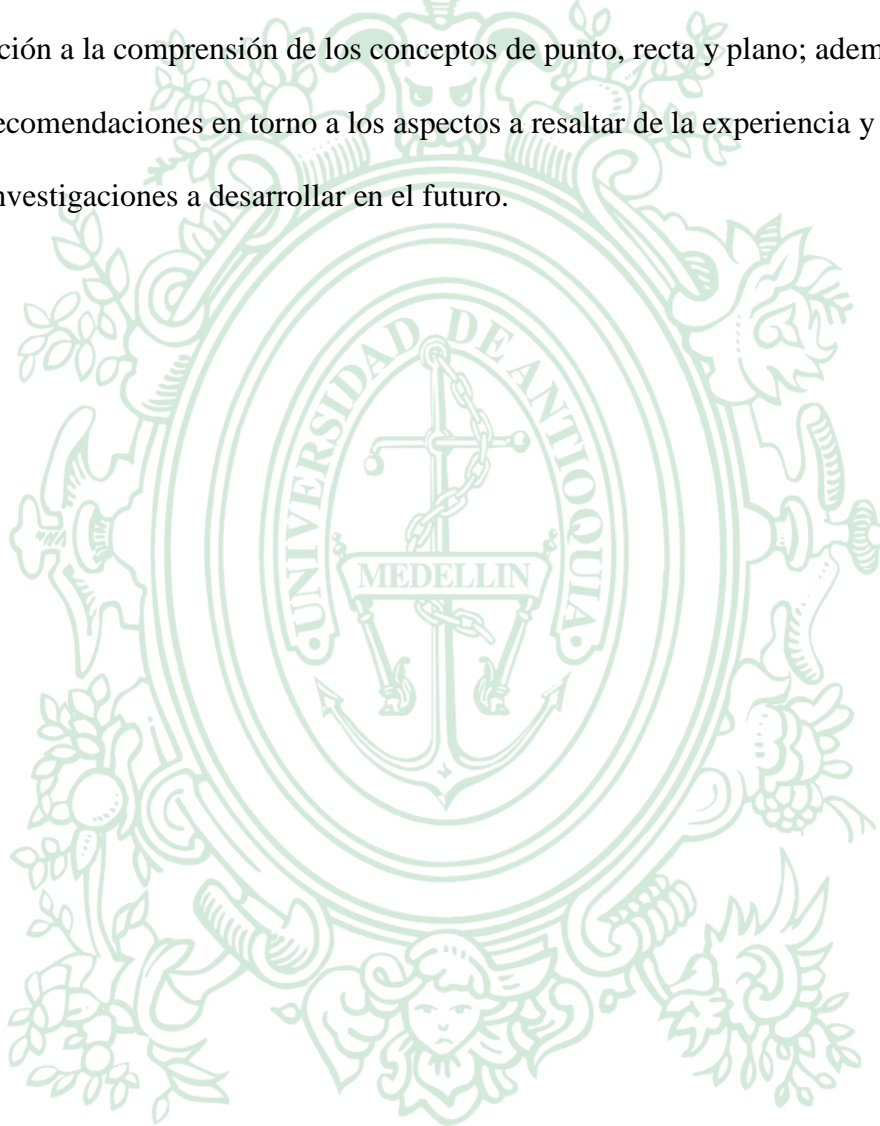 ción a la comprensión de los conceptos de punto, recta y plano; adem
ecomendaciones en torno a los aspectos a resaltar de la experiencia y
nvestigaciones a desarrollar en el futuro.
UNIVERSIDAD DE ANTIOQUIA
MEDELLIN